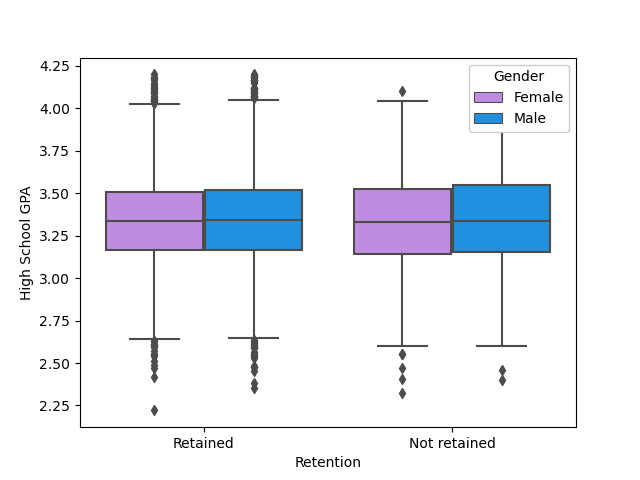 4.25
4.00
3.75
3.50
3.25
3.00
2.75
2.50
2.25
High School GPA
Gender
Female
Male
Retained
Not retained
Retention